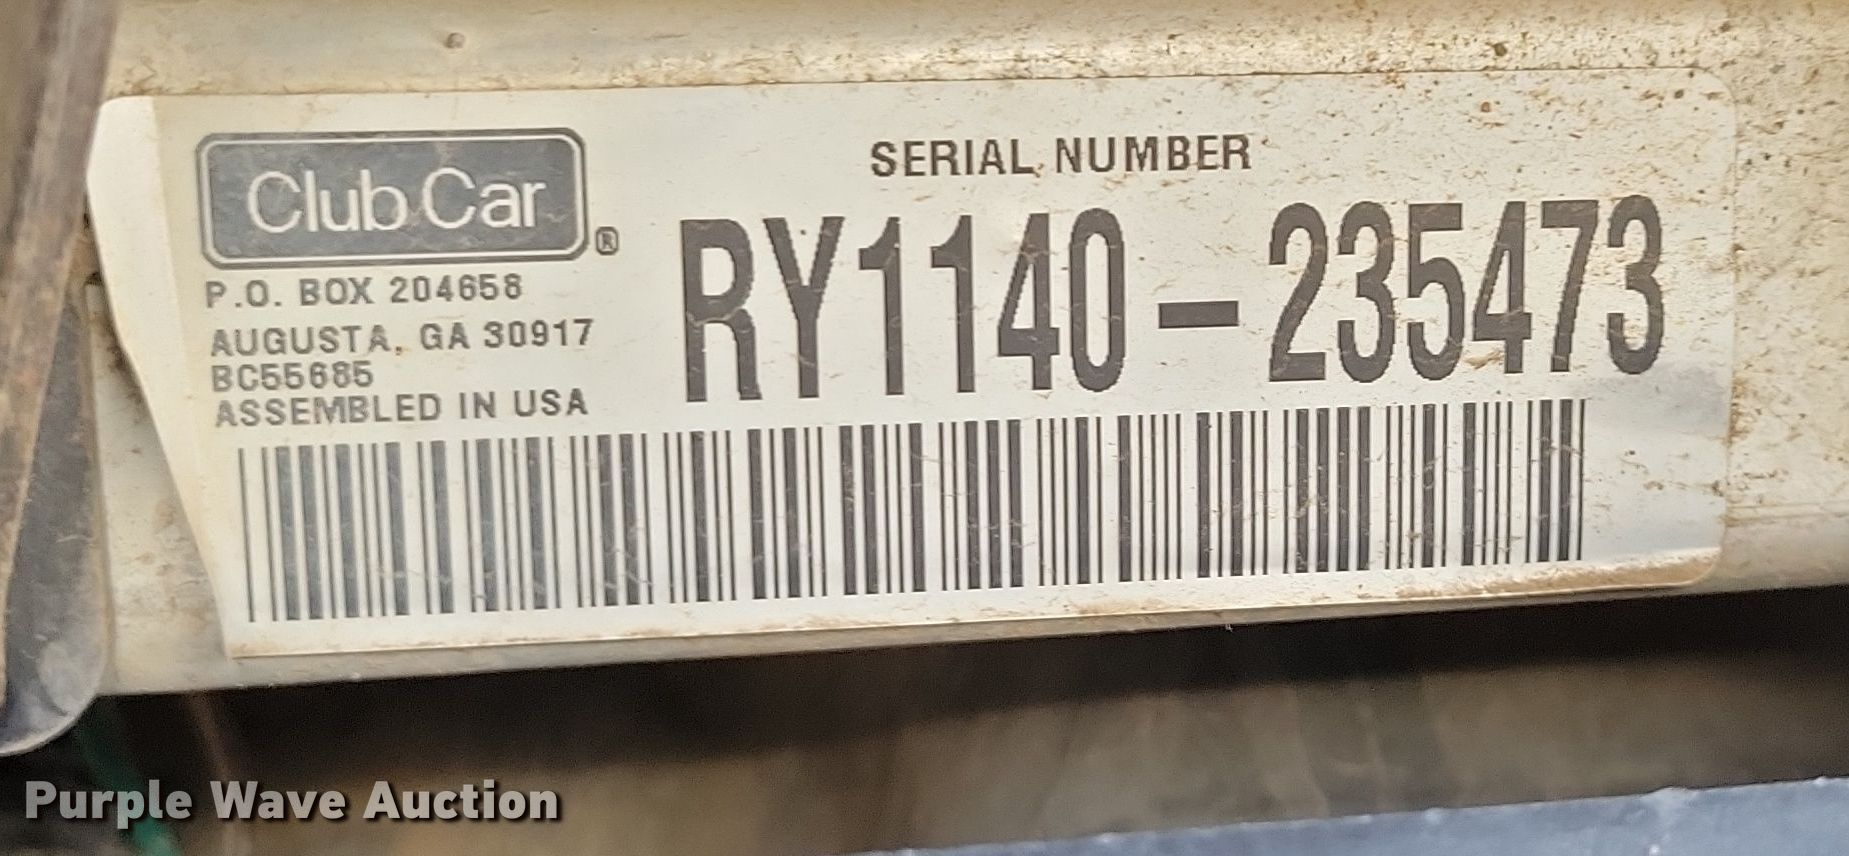 Club Car®
P.O. BOX 204658
AUGUSTA, GA 30917
BC55685
ASSEMBLED IN USA
SERIAL NUMBER
RY1140-235473
Purple Wave Auction